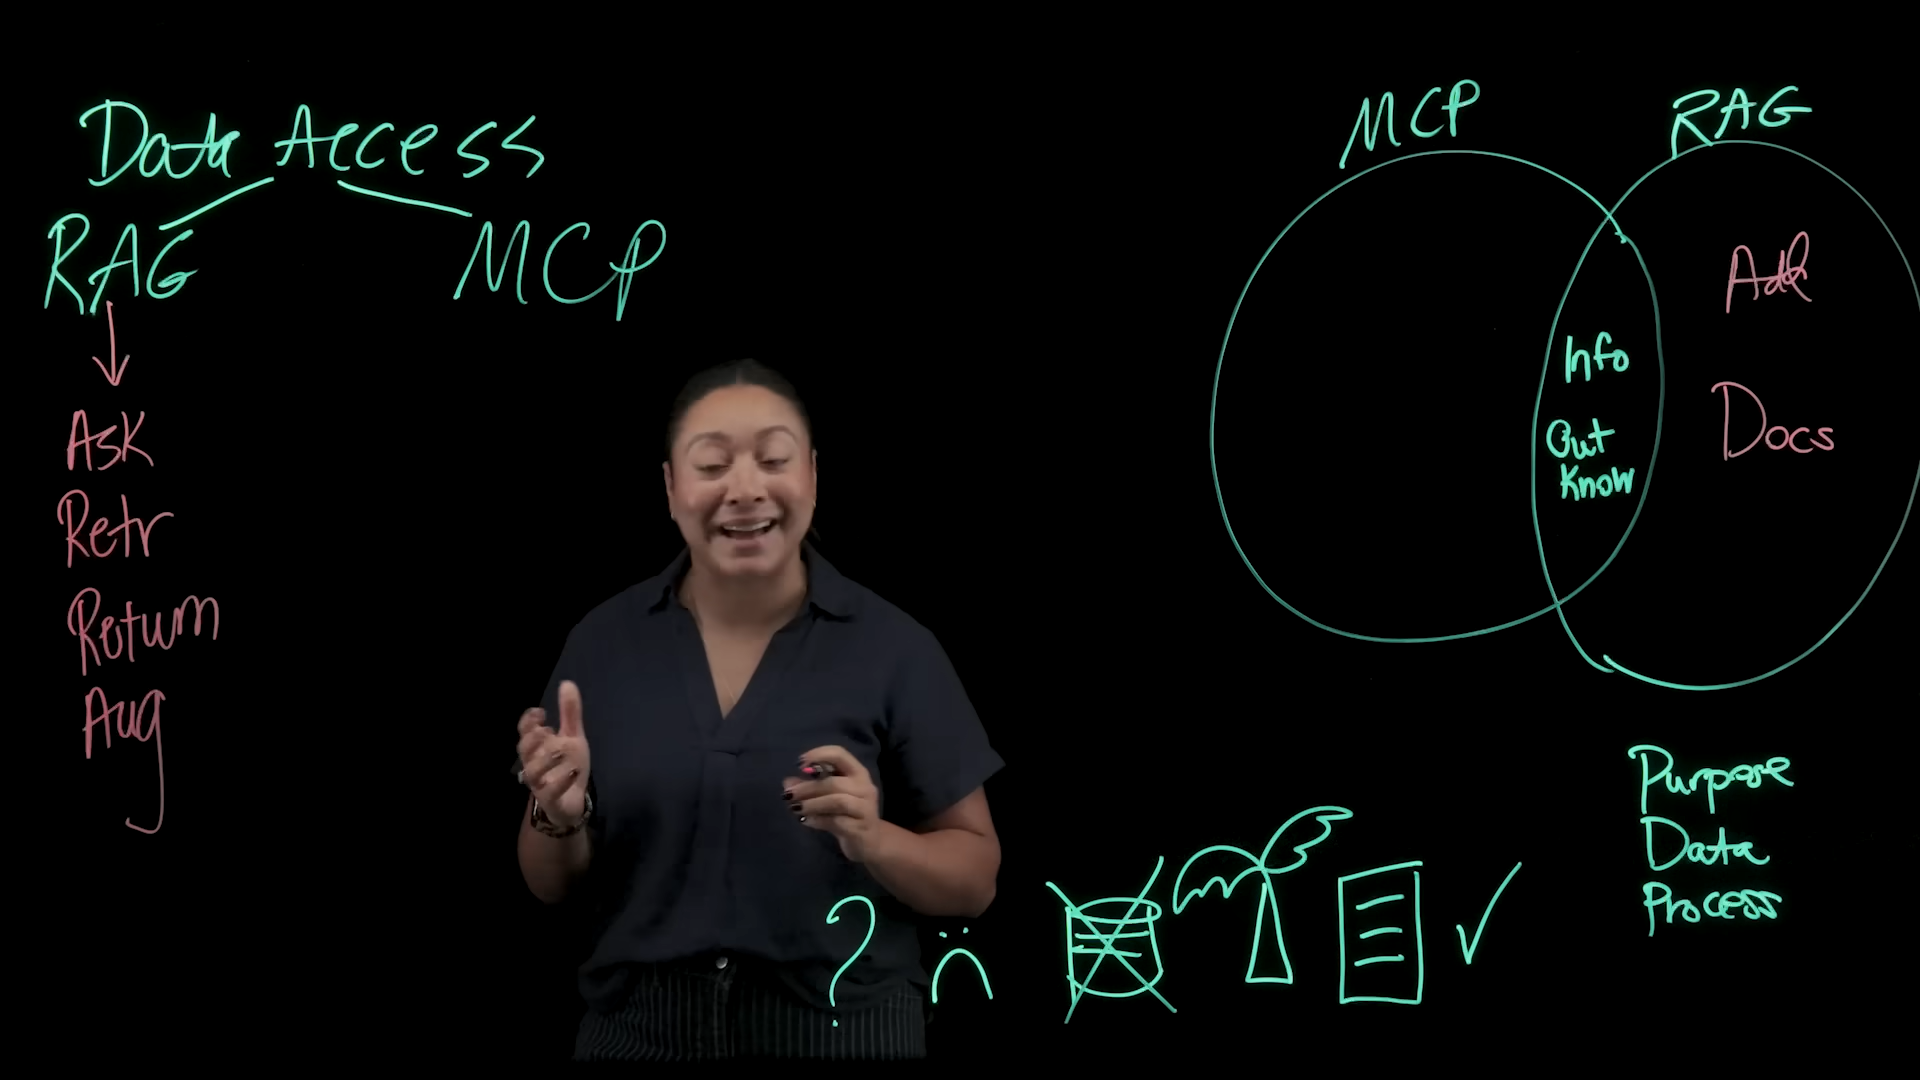 Data Access
RAG
MCP
Ask
Retr
Return
Aug
MCP
RAG
Info
Out
Know
Add
Docs
?
Purpose
Data
Process